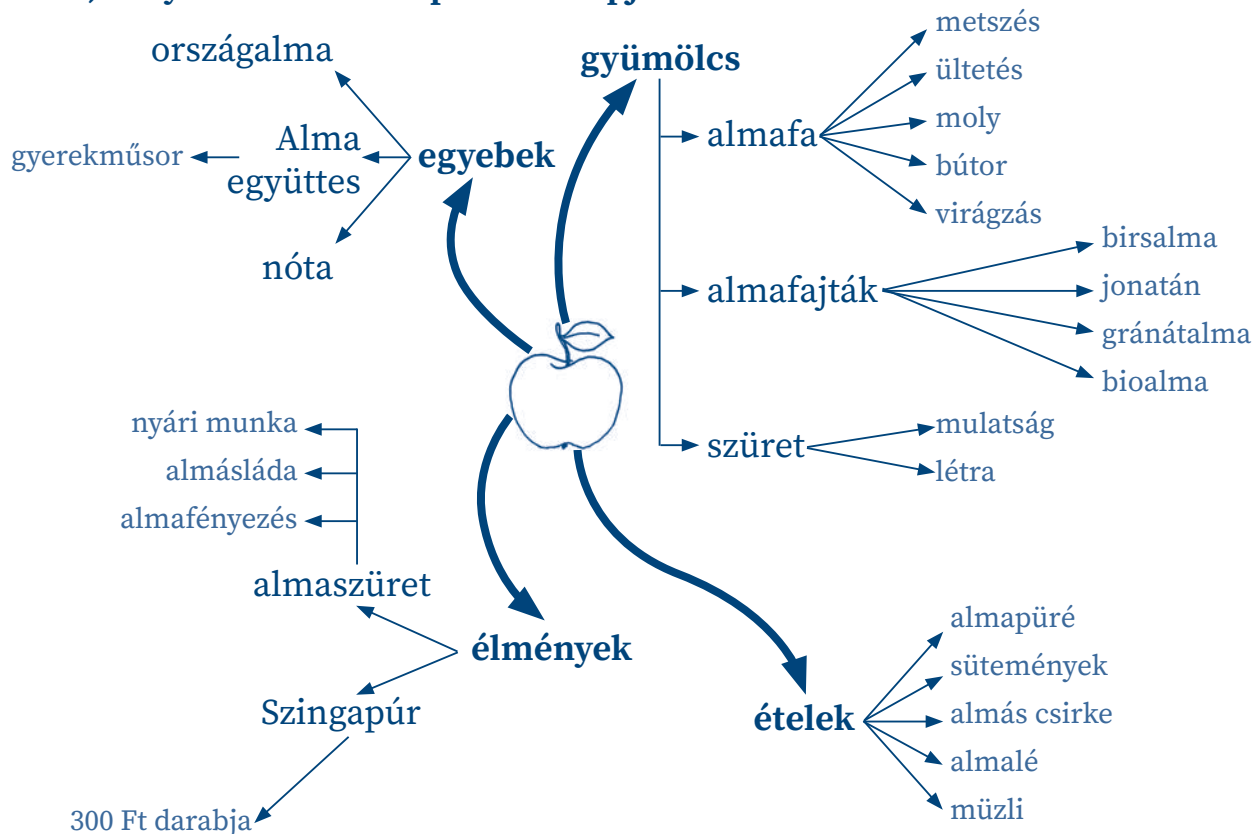 országalma
Alma
együttes
gyerekműsor
egyebek
nóta
gyümölcs
almafa
metszés
ültetés
moly
bútor
virágzás
almafajták
birsalma
jonatán
gránátalma
bioalma
szüret
mulatság
létra
nyári munka
almásláda
almafényezés
almaszüret
élmények
Szingapúr
300 Ft darabja
ételek
almapüré
sütemények
almás csirke
almalé
müzli